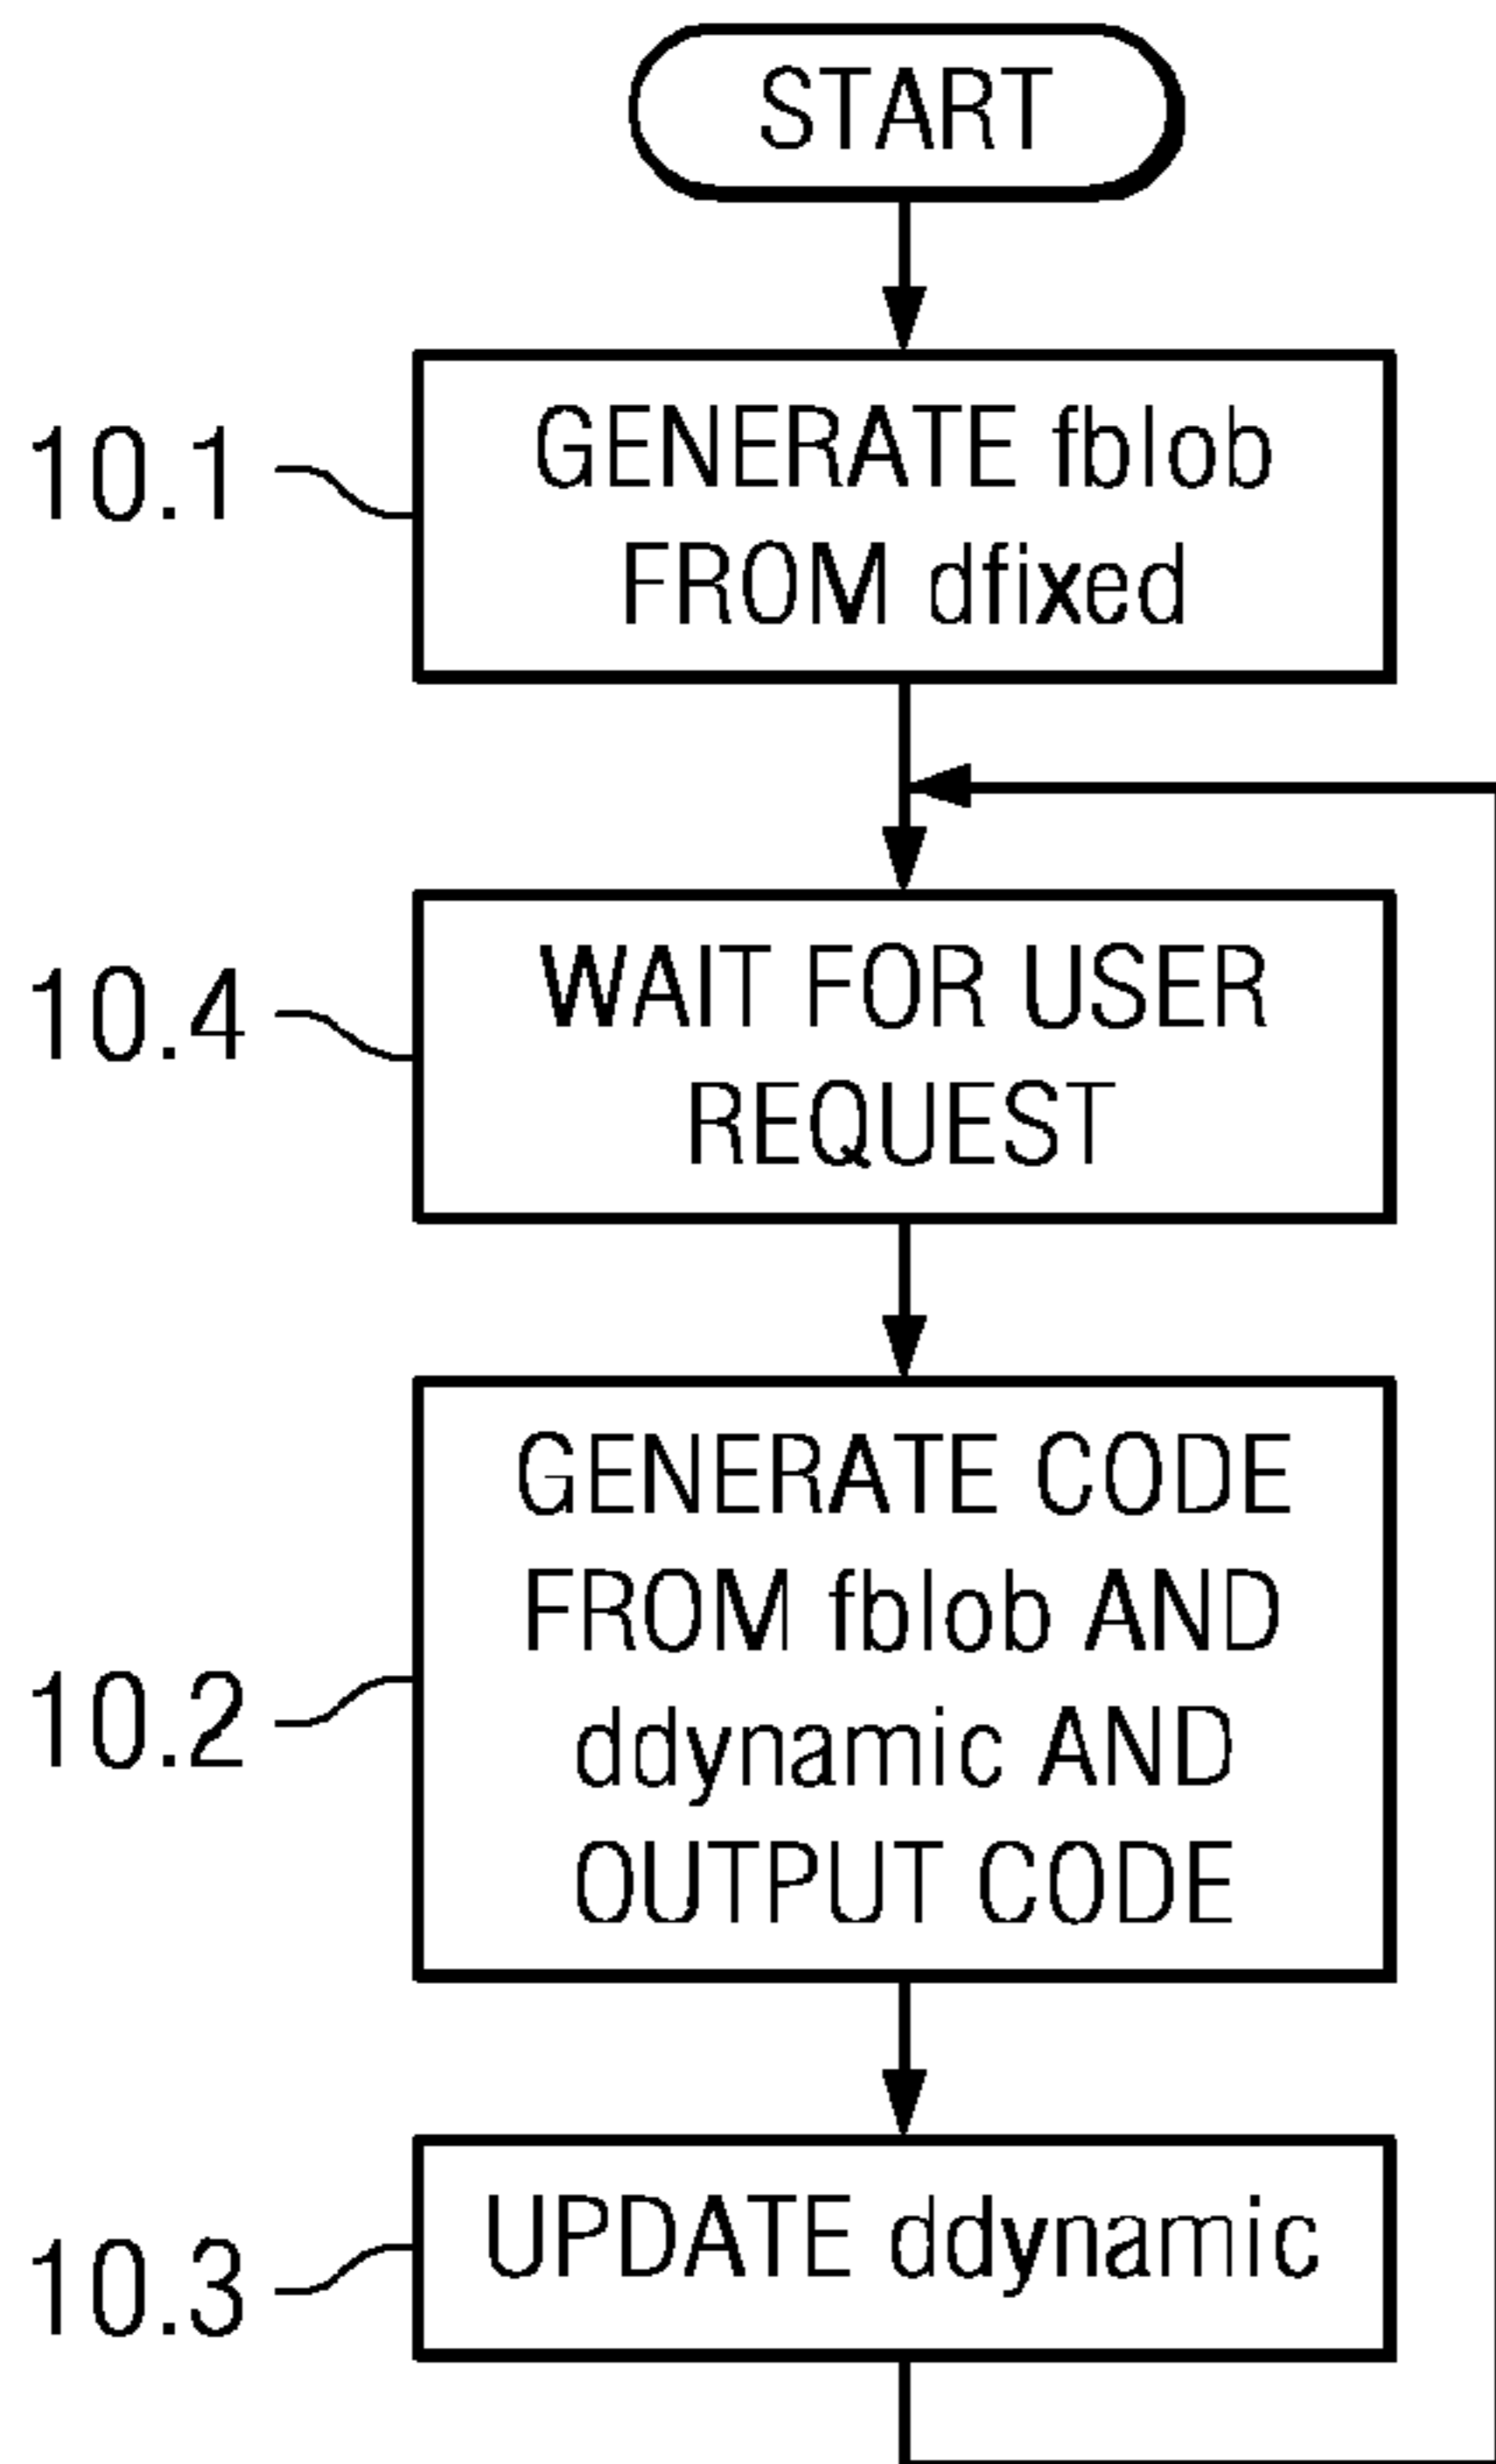 START
10.1
GENERATE fblob
FROM dfixed
10.4
WAIT FOR USER
REQUEST
10.2
GENERATE CODE
FROM fblob AND
ddynamic AND
OUTPUT CODE
10.3
UPDATE ddynamic